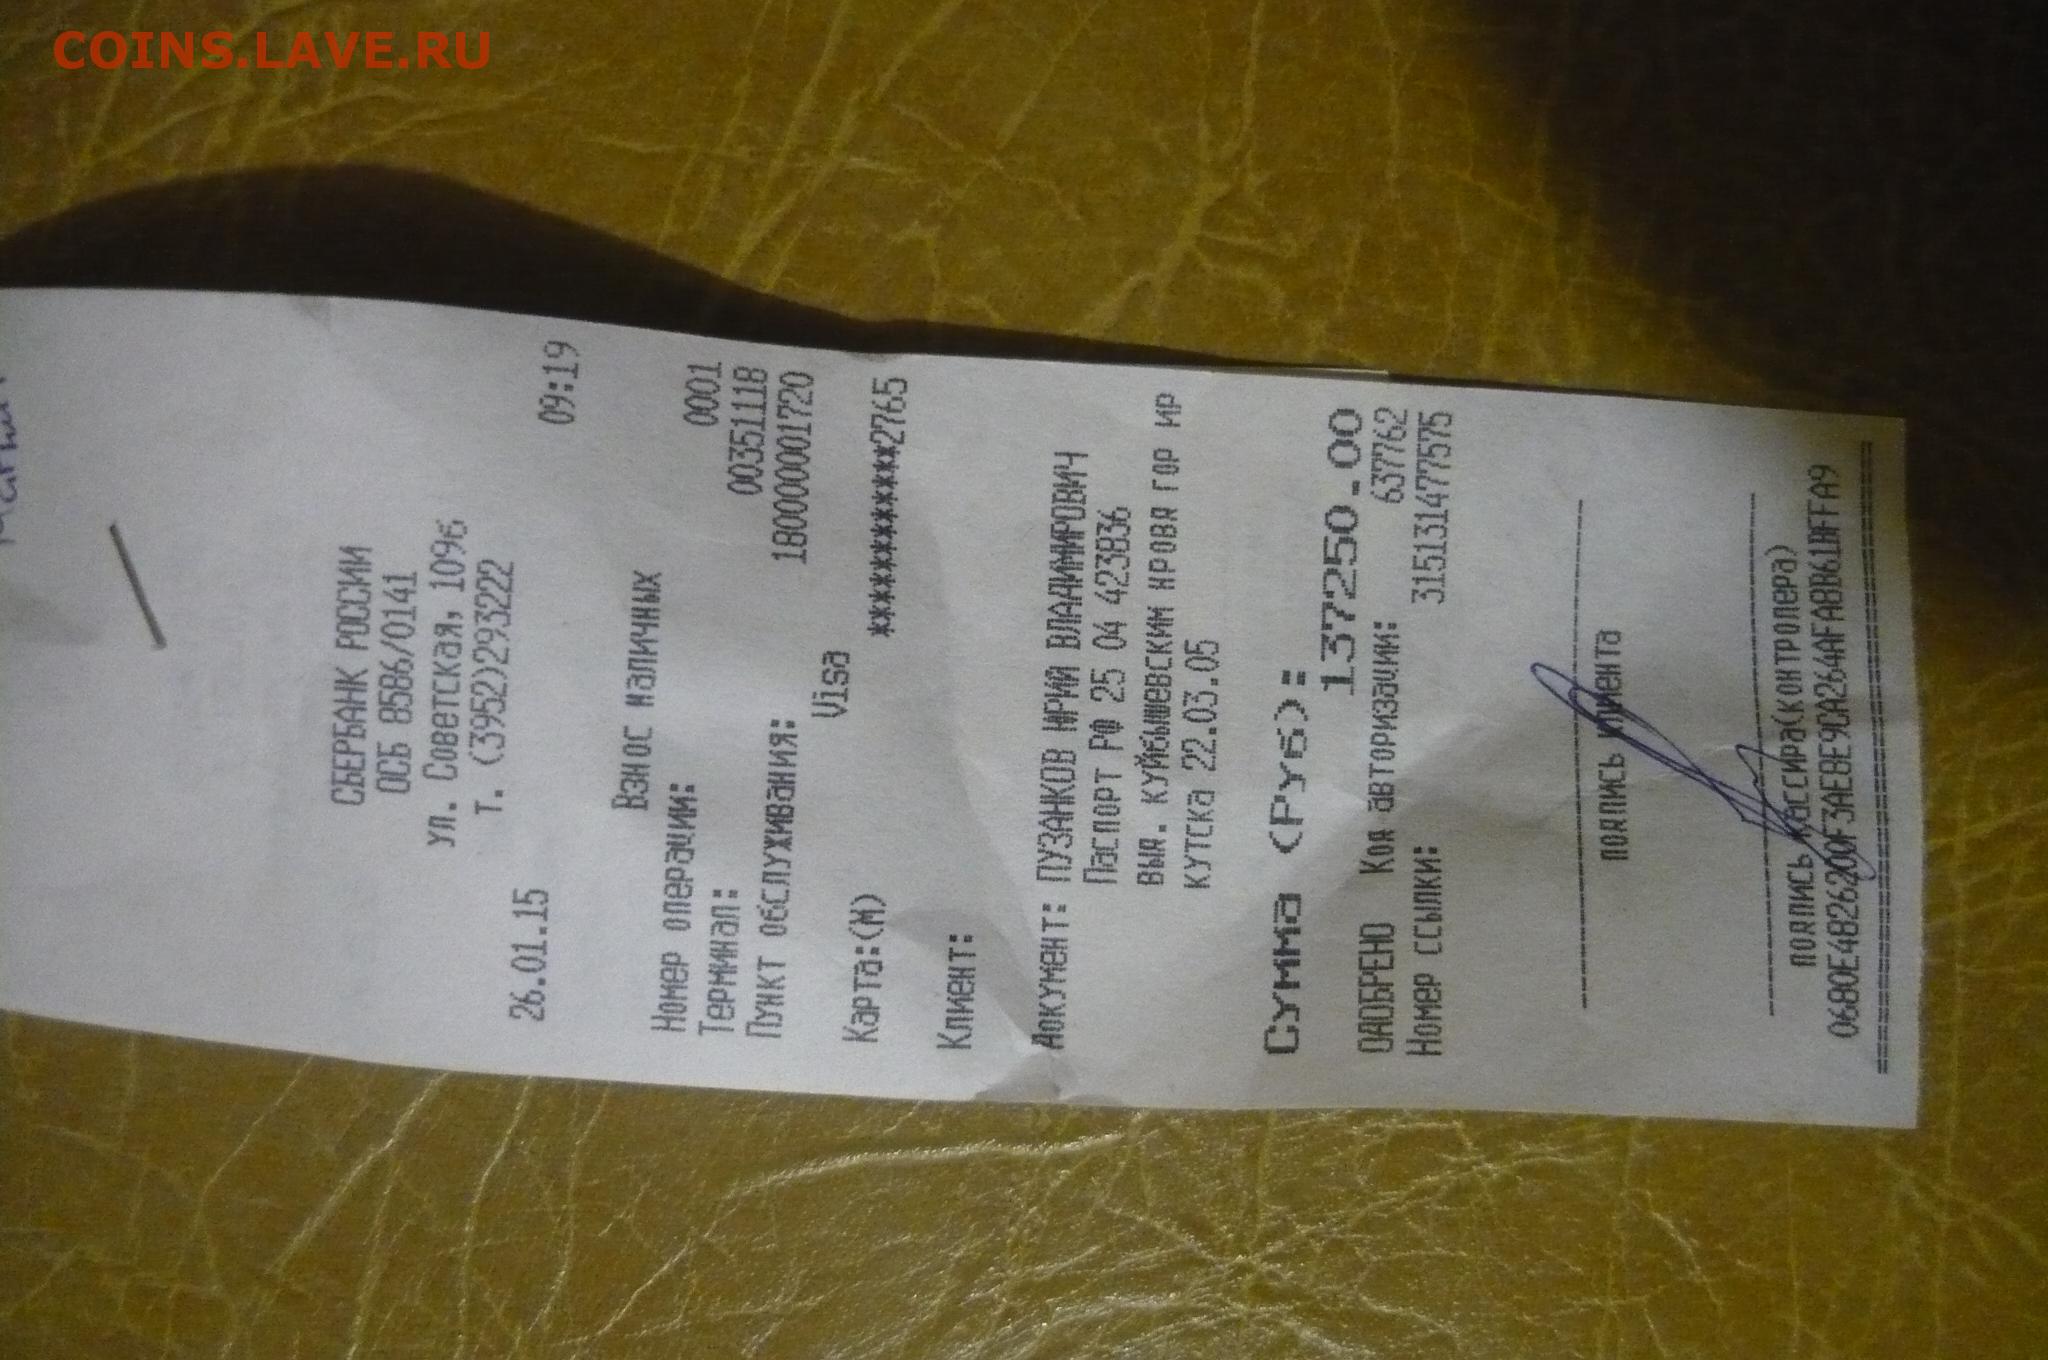 COINS.LAVE.RU
СБЕРБАНК РОССИИ
ОСБ 8586/0141
ул. Советская, 109б
т. (3952)293222
26.01.15 09:19
Взнос наличных
Номер операции: 0001
Терминал: 00351118
Пункт обслуживания: 180000001720
Visa
Карта:(М) ************2765
Клиент:
Документ: ПУЗАНКОВ ЮРИЙ ВЛАДИМИРОВИЧ
Паспорт РФ 25 04 423836
выд. КУЙБЫШЕВСКИМ УРОВД ГОР ИР
КУТСКА 22.03.05
Сумма (Руб):
137250.00
ОДОБРЕНО Код авторизации: 637762
Номер ссылки: 315131477575
подпись клиента
подпись кассира(контролера)